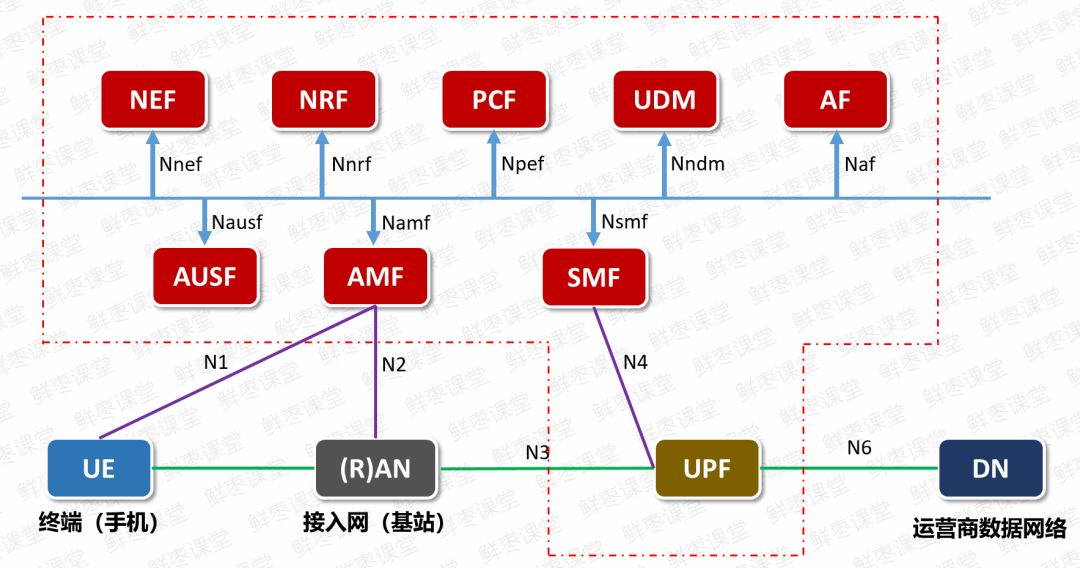 NEF
NRF
PCF
UDM
AF
Nnef
Nnrf
Npef
Nndm
Naf
Nausf
Namf
Nsmf
AUSF
AMF
SMF
N1
N2
N4
N3
N6
UE
(R)AN
UPF
DN
终端（手机）
接入网（基站）
运营商数据网络
鲜枣课堂